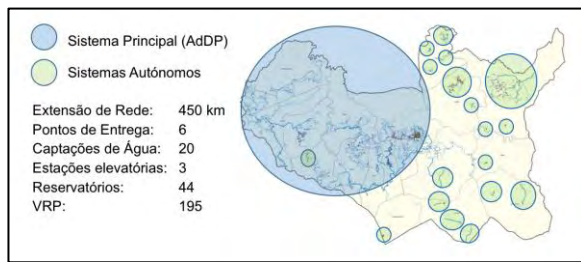 Sistema Principal (AdDP)
Sistemas Autónomos
Extensão de Rede: 450 km
Pontos de Entrega: 6
Captações de Água: 20
Estações elevatórias: 3
Reservatórios: 44
VRP: 195